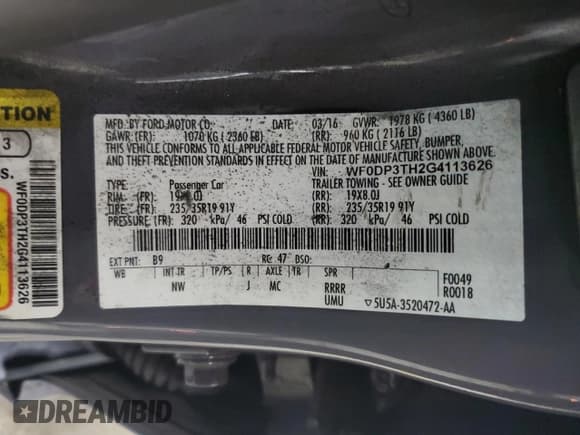 TION
3
S.
WF0DP3TH2G4113626
MFD. BY FORD MOTOR CO. DATE: 03/16 GVWR: 1978 KG ( 4360 LB)
GAWR: (FR): 1070 KG ( 2360 LB) (RR): 960 KG ( 2116 LB)
THIS VEHICLE CONFORMS TO ALL APPLICABLE FEDERAL MOTOR VEHICLE SAFETY, BUMPER,
AND THEFT PREVENTION STANDARDS IN EFFECT ON THE DATE OF MANUFACTURE SHOWN ABOVE.
VIN: WF0DP3TH2G4113626
TYPE: Passenger Car TRAILER TOWING - SEE OWNER GUIDE
RIM: (FR): 19X8.0J (RR): 19X8.0J
TIRE: (FR): 235/35R19 91Y (RR): 235/35R19 91Y
PRESSURE (FR): 320 kPa/ 46 PSI COLD (RR): 320 kPa/ 46 PSI COLD
EXT PNT: B9 RC: 47 DSO:
WB INT TR TP/PS R AXLE TR SPR F0049
NW J MC RRRR R0018
UMU ▽5U5A-3520472-AA
DREAMBID